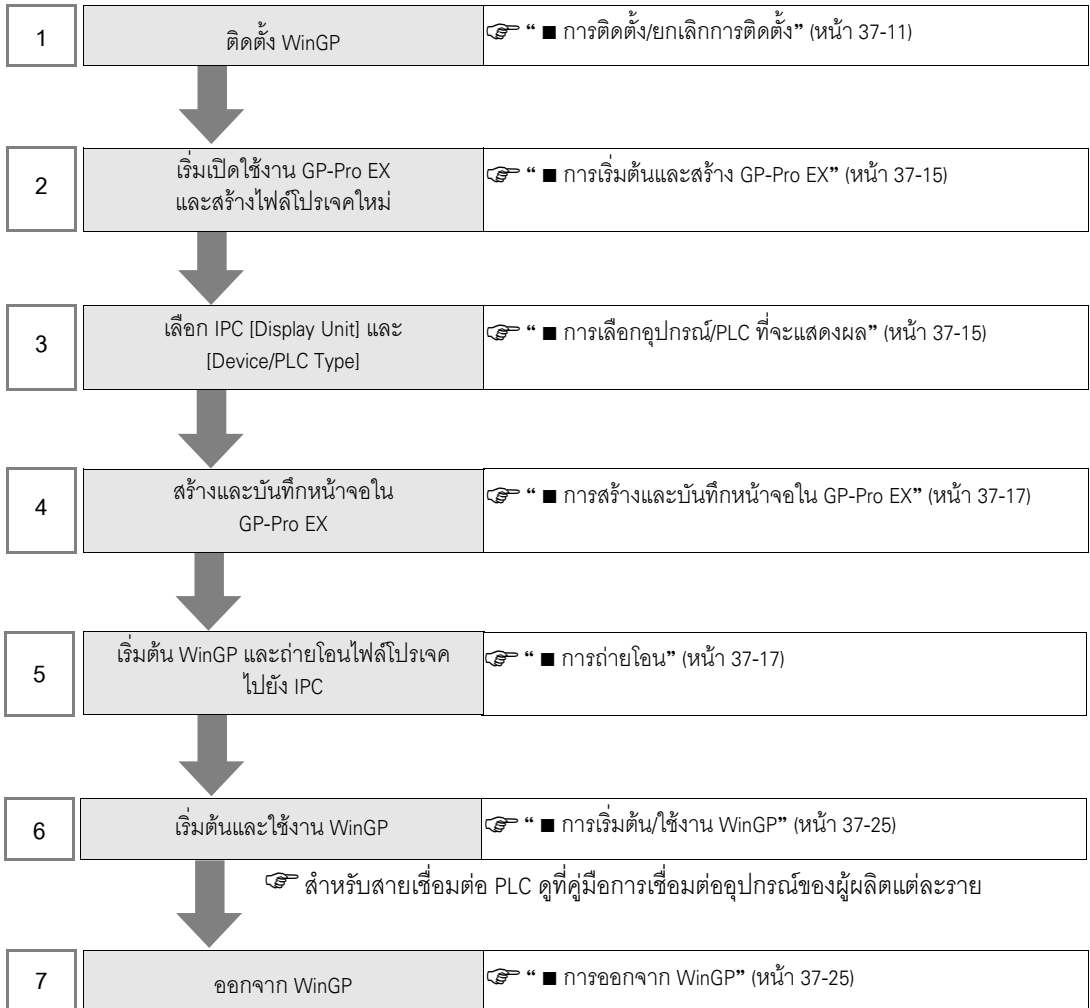 1
ติดตั้ง WinGP
☞ “ ■ การติดตั้ง/ยกเลิกการติดตั้ง” (หน้า 37-11)
2
เริ่มเปิดใช้งาน GP-Pro EX
และสร้างไฟล์โปรเจคใหม่
☞ “ ■ การเริ่มต้นและสร้าง GP-Pro EX” (หน้า 37-15)
3
เลือก IPC [Display Unit] และ
[Device/PLC Type]
☞ “ ■ การเลือกอุปกรณ์/PLC ที่จะแสดงผล” (หน้า 37-15)
4
สร้างและบันทึกหน้าจอใน
GP-Pro EX
☞ “ ■ การสร้างและบันทึกหน้าจอใน GP-Pro EX” (หน้า 37-17)
5
เริ่มต้น WinGP และถ่ายโอนไฟล์โปรเจค
ไปยัง IPC
☞ “ ■ การถ่ายโอน” (หน้า 37-17)
6
เริ่มต้นและใช้งาน WinGP
☞ “ ■ การเริ่มต้น/ใช้งาน WinGP” (หน้า 37-25)
☞ สำหรับสายเชื่อมต่อ PLC ดูที่คู่มือการเชื่อมต่ออุปกรณ์ของผู้ผลิตแต่ละราย
7
ออกจาก WinGP
☞ “ ■ การออกจาก WinGP” (หน้า 37-25)